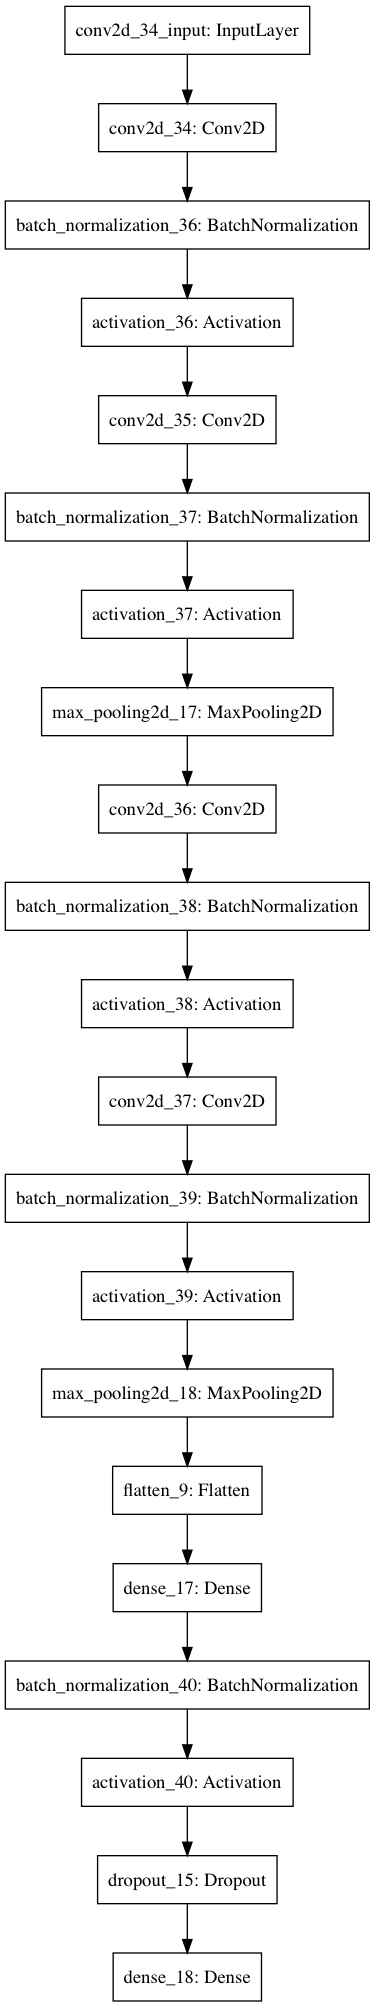 conv2d_34_input: InputLayer
conv2d_34: Conv2D
batch_normalization_36: BatchNormalization
activation_36: Activation
conv2d_35: Conv2D
batch_normalization_37: BatchNormalization
activation_37: Activation
max_pooling2d_17: MaxPooling2D
conv2d_36: Conv2D
batch_normalization_38: BatchNormalization
activation_38: Activation
conv2d_37: Conv2D
batch_normalization_39: BatchNormalization
activation_39: Activation
max_pooling2d_18: MaxPooling2D
flatten_9: Flatten
dense_17: Dense
batch_normalization_40: BatchNormalization
activation_40: Activation
dropout_15: Dropout
dense_18: Dense